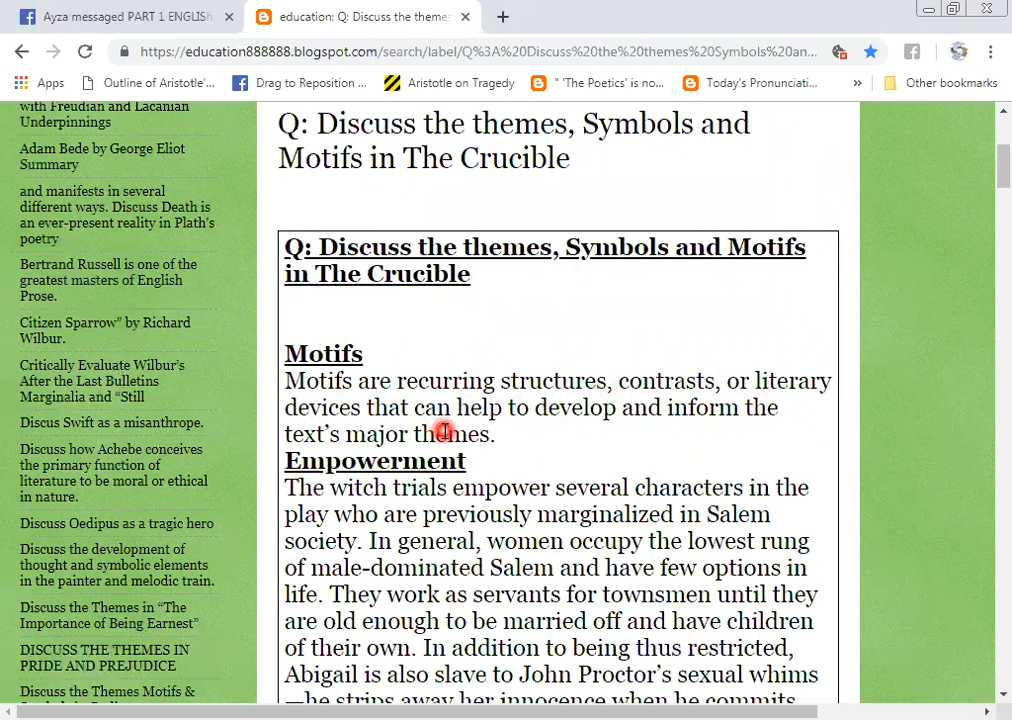 Ayza messaged PART 1 ENGLISH
education: Q: Discuss the themes
https://education888888.blogspot.com/search/label/Q%3A%20Discuss%20the%20themes%20Symbols%20an...
Apps
Outline of Aristotle'...
Drag to Reposition ...
Aristotle on Tragedy
" 'The Poetics' is no...
Today's Pronunciati...
»
Other bookmarks
with Freudian and Lacanian
Underpinnings
Adam Bede by George Eliot
Summary
and manifests in several
different ways. Discuss Death is
an ever-present reality in Plath's
poetry
Bertrand Russell is one of the
greatest masters of English
Prose.
Citizen Sparrow” by Richard
Wilbur.
Critically Evaluate Wilbur’s
After the Last Bulletins
Marginalia and “Still
Discus Swift as a misanthrope.
Discuss how Achebe conceives
the primary function of
literature to be moral or ethical
in nature.
Discuss Oedipus as a tragic hero
Discuss the development of
thought and symbolic elements
in the painter and melodic train.
Discuss the Themes in “The
Importance of Being Earnest”
DISCUSS THE THEMES IN
PRIDE AND PREJUDICE
Discuss the Themes Motifs &
Q: Discuss the themes, Symbols and
Motifs in The Crucible
Q: Discuss the themes, Symbols and Motifs
in The Crucible
Motifs
Motifs are recurring structures, contrasts, or literary
devices that can help to develop and inform the
text’s major themes.
Empowerment
The witch trials empower several characters in the
play who are previously marginalized in Salem
society. In general, women occupy the lowest rung
of male-dominated Salem and have few options in
life. They work as servants for townsmen until they
are old enough to be married off and have children
of their own. In addition to being thus restricted,
Abigail is also slave to John Proctor’s sexual whims
—he strips away her innocence when he commits